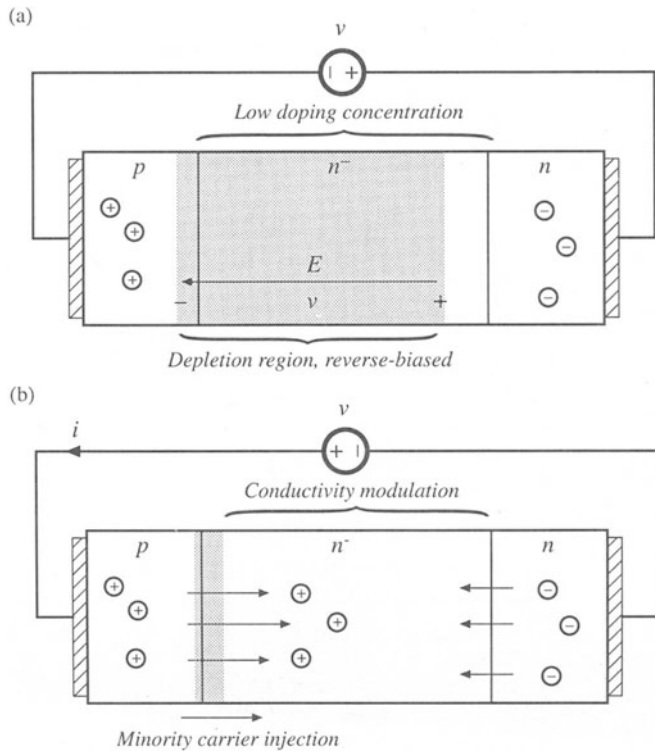 (a)
v
| +
Low doping concentration
p n⁻ n
+ −
+ −
+ −
E
− v +
Depletion region, reverse-biased
(b)
i v
+ |
Conductivity modulation
p n⁻ n
+ + −
+ + −
+ + −
Minority carrier injection